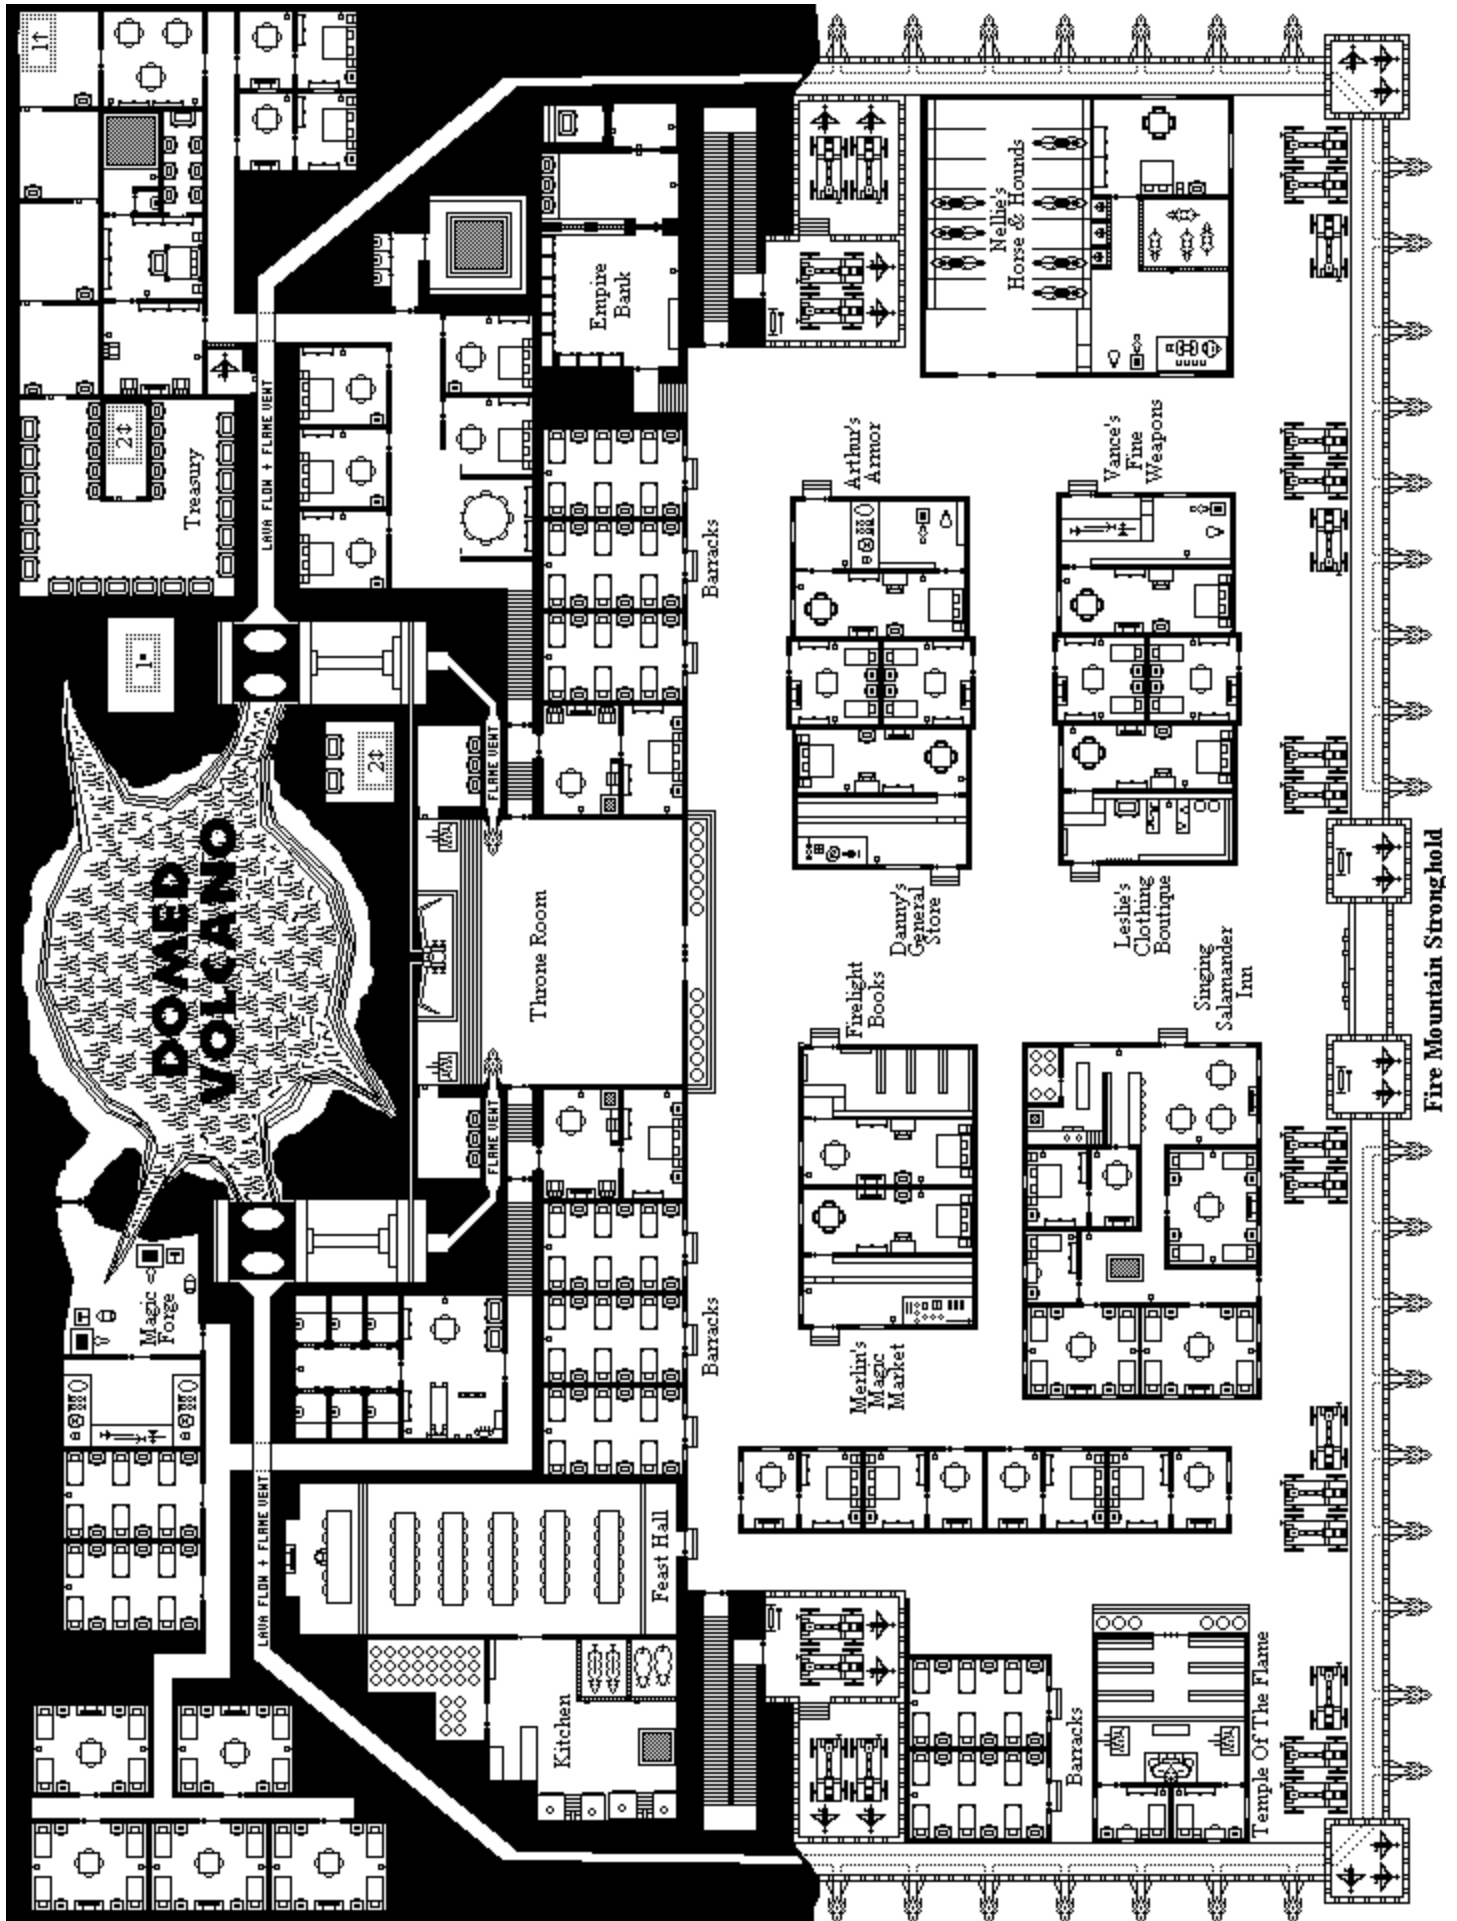 1↑
Treasury
2↕
LAVA FLOW + FLAME VENT
1•
2↕
DOMED
VOLCANO
Magic
Forge
LAVA FLOW + FLAME VENT
FLAME VENT
FLAME VENT
Throne Room
Empire
Bank
Barracks
Barracks
Feast Hall
Kitchen
Nellie's
Horse & Hounds
Arthur's
Armor
Vance's
Fine
Weapons
Danny's
General
Store
Leslie's
Clothing
Boutique
Firelight
Books
Singing
Salamander
Inn
Merlin's
Magic
Market
Barracks
Temple Of The Flame
Fire Mountain Stronghold